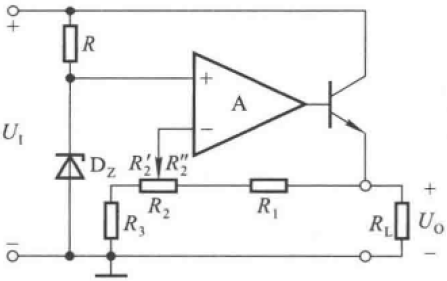 +
R
+
A
−
U_I
D_Z
R_2′ R_2″
R_2
R_1
R_3
R_L
+
U_O
−
−